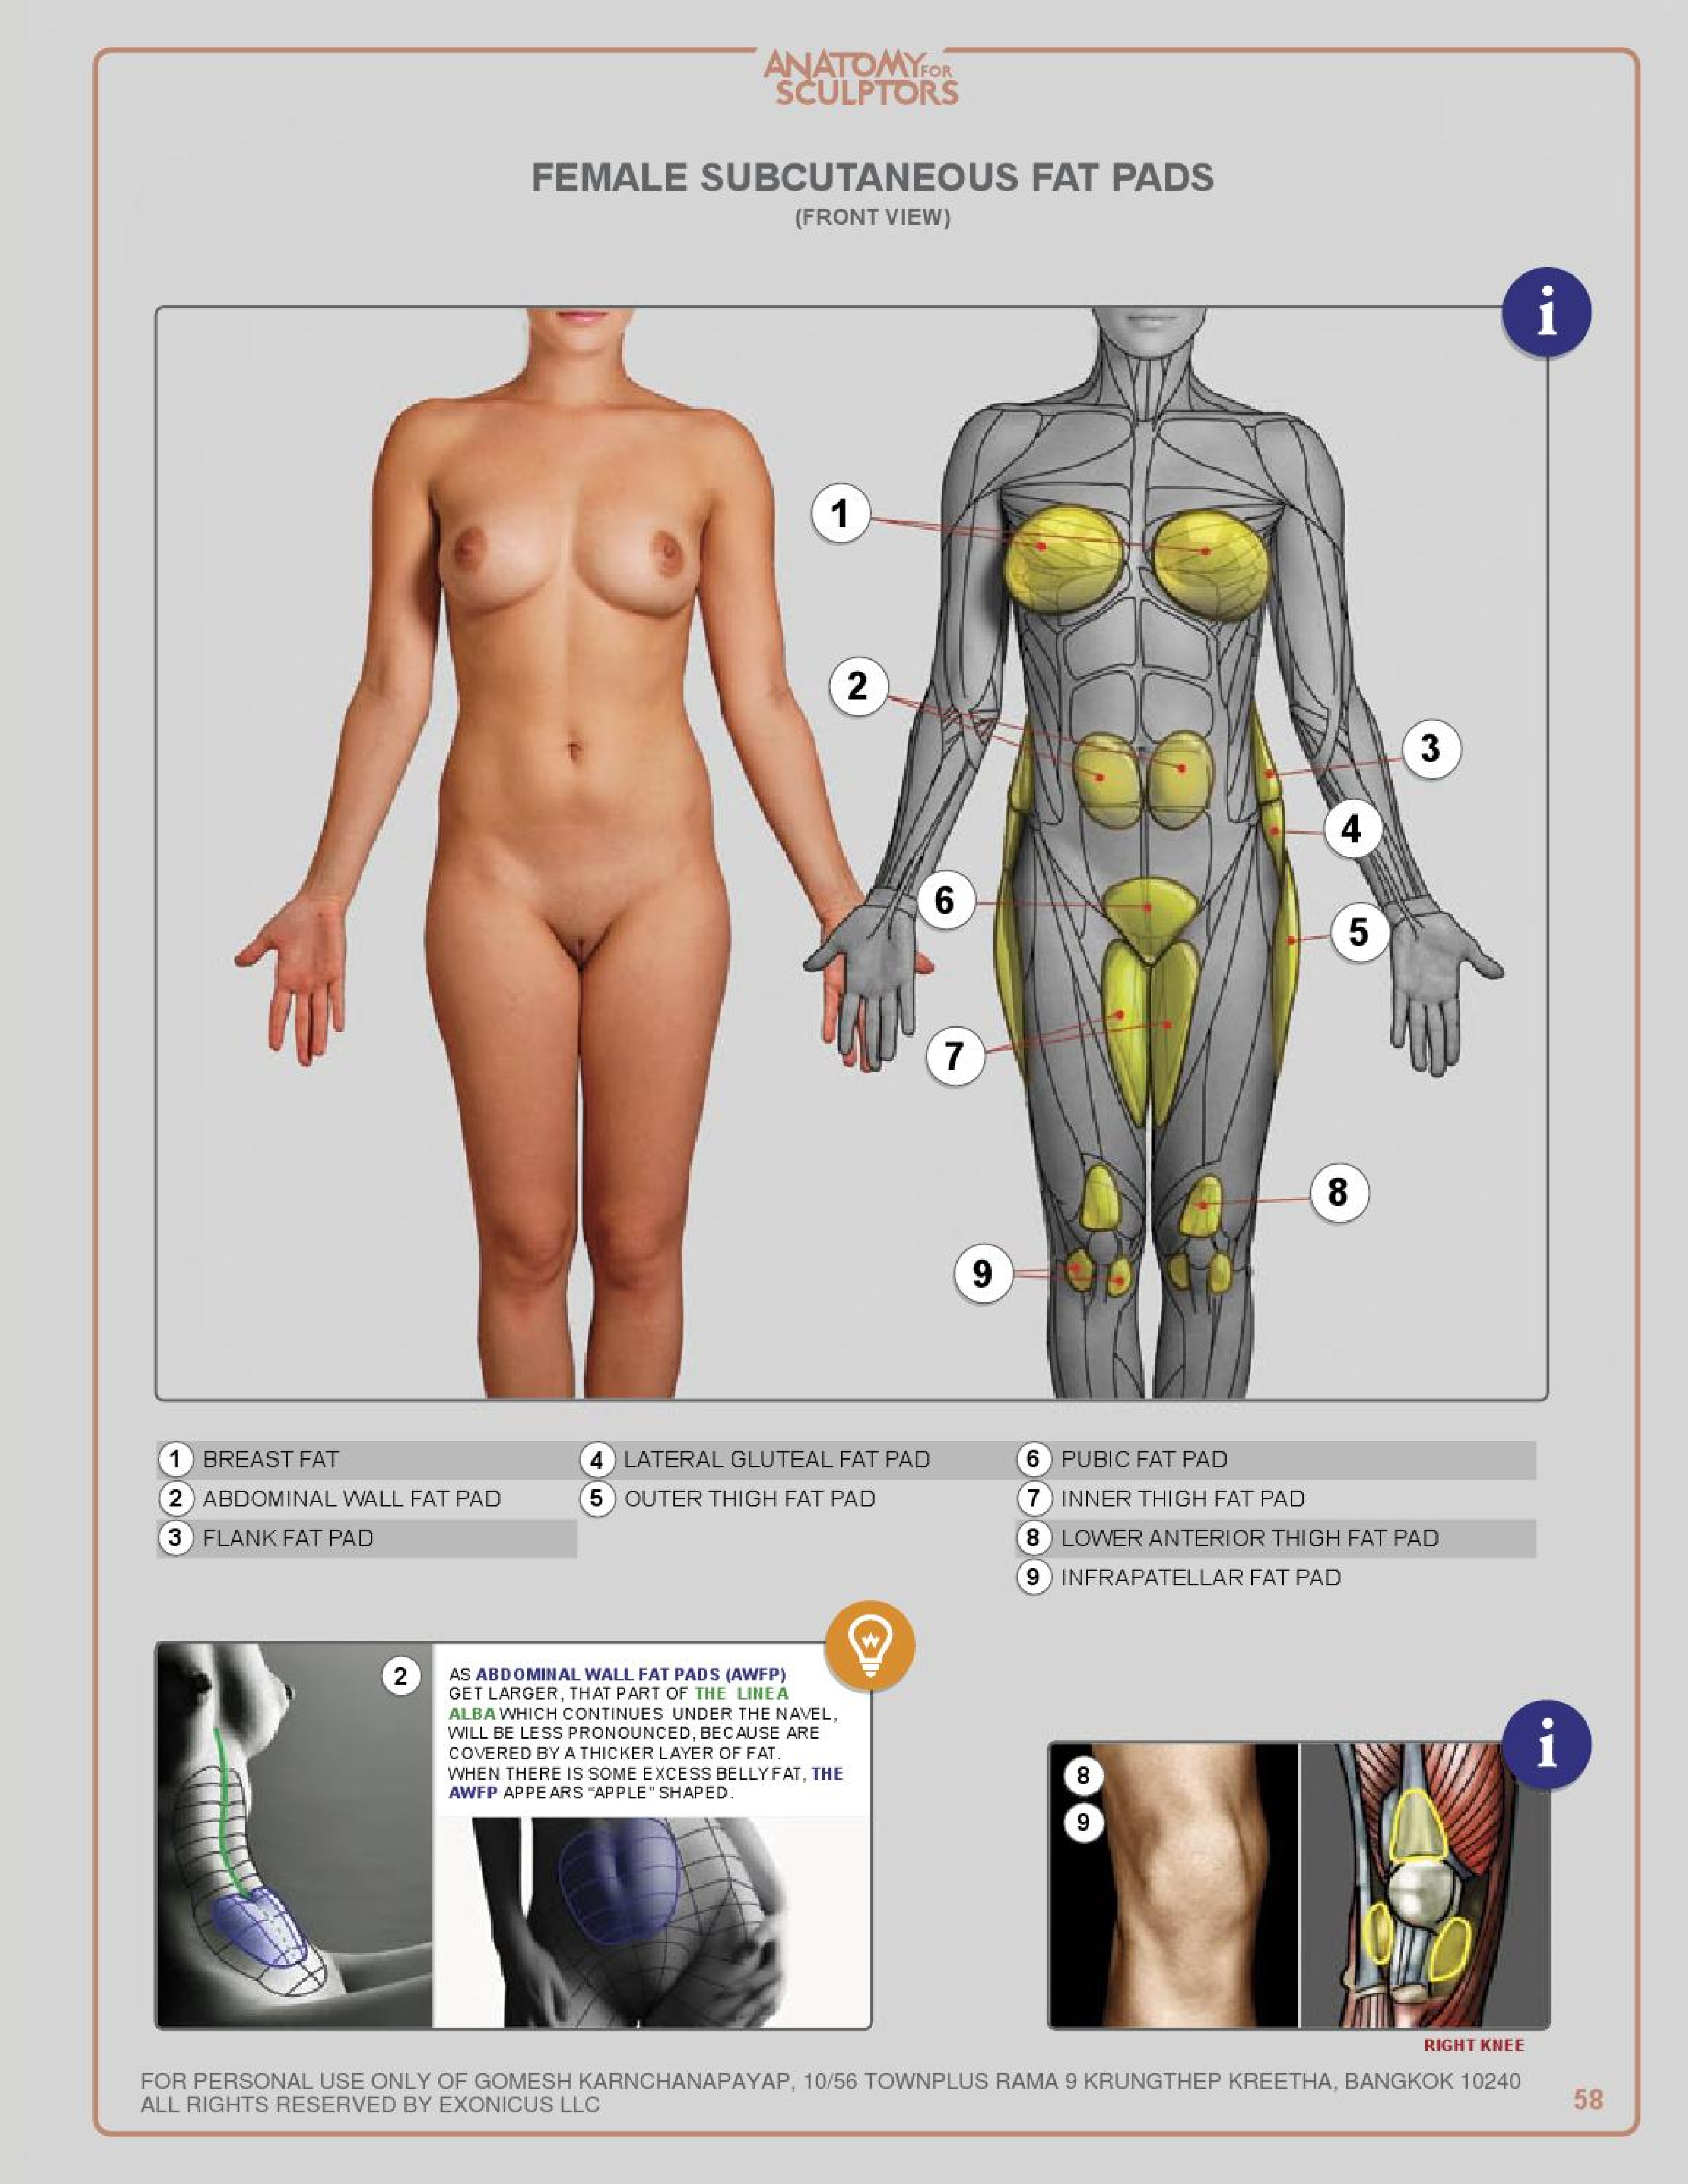 ANATOMY FOR
SCULPTORS
FEMALE SUBCUTANEOUS FAT PADS
(FRONT VIEW)
i
1
2
3
4
6
5
7
8
9
1 BREAST FAT
2 ABDOMINAL WALL FAT PAD
3 FLANK FAT PAD
4 LATERAL GLUTEAL FAT PAD
5 OUTER THIGH FAT PAD
6 PUBIC FAT PAD
7 INNER THIGH FAT PAD
8 LOWER ANTERIOR THIGH FAT PAD
9 INFRAPATELLAR FAT PAD
2
AS ABDOMINAL WALL FAT PADS (AWFP)
GET LARGER, THAT PART OF THE LINEA
ALBA WHICH CONTINUES UNDER THE NAVEL,
WILL BE LESS PRONOUNCED, BECAUSE ARE
COVERED BY A THICKER LAYER OF FAT.
WHEN THERE IS SOME EXCESS BELLY FAT, THE
AWFP APPEARS “APPLE” SHAPED.
i
8
9
RIGHT KNEE
FOR PERSONAL USE ONLY OF GOMESH KARNCHANAPAYAP, 10/56 TOWNPLUS RAMA 9 KRUNGTHEP KREETHA, BANGKOK 10240
ALL RIGHTS RESERVED BY EXONICUS LLC
58